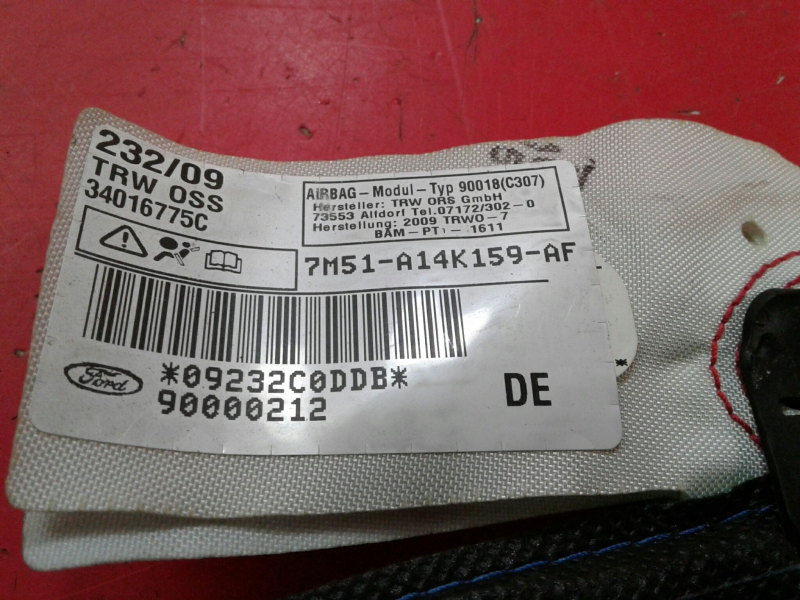 232/09
TRW OSS
34016775C
AIRBAG-Modul-Typ 90018(C307)
Hersteller: TRW ORS GmbH
73553 Alfdorf Tel.07172/302-0
Herstellung: 2009 TRWO-7
BAM-PT1-1611
7M51-A14K159-AF
*09232C0DDB*
90000212
Ford
DE
*